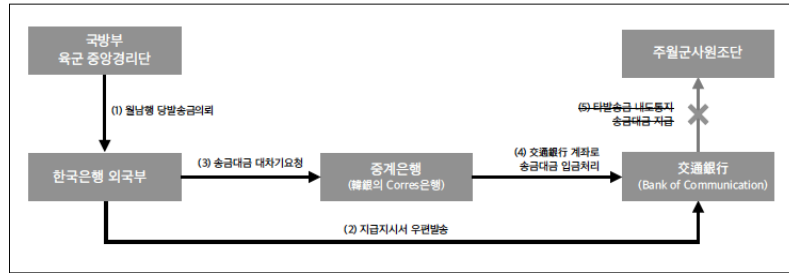 국방부
육군 중앙경리단
주월군사원조단
(1) 월남행 당발송금의뢰
(5) 타발송금 내도통지
송금대금 지급
한국은행 외국부
(3) 송금대금 대차기요청
중계은행
(韓銀의 Corres은행)
(4) 交通銀行 계좌로
송금대금 입금처리
交通銀行
(Bank of Communication)
(2) 지급지시서 우편발송